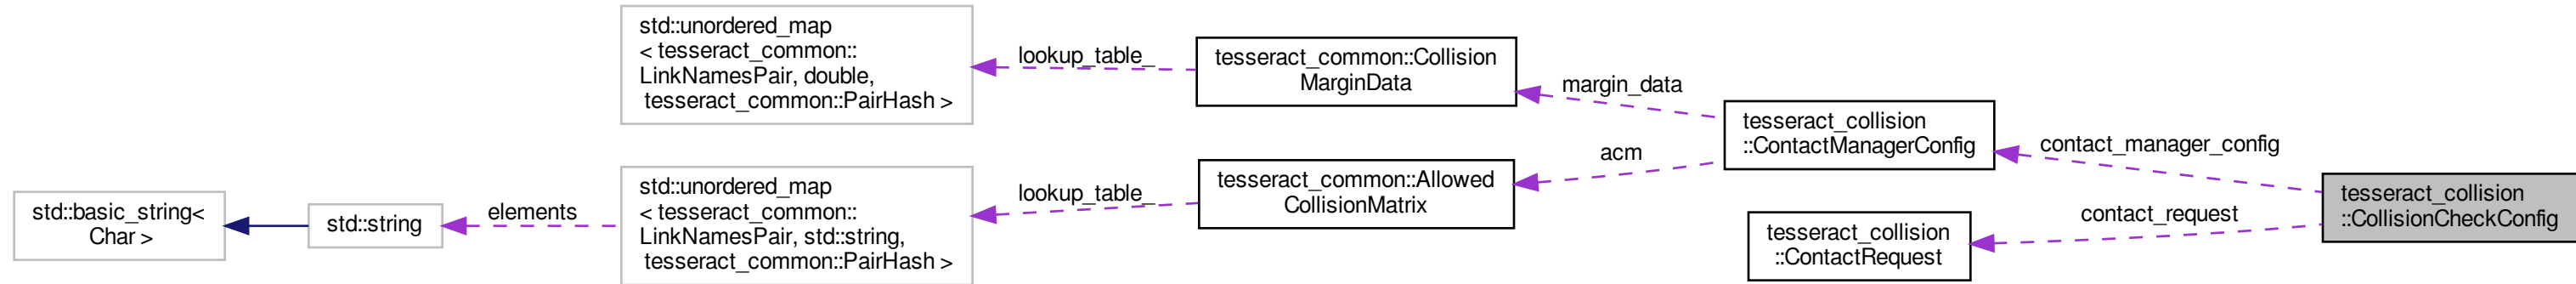 std::unordered_map
< tesseract_common::
LinkNamesPair, double,
tesseract_common::PairHash >
lookup_table_
tesseract_common::Collision
MarginData
margin_data
tesseract_collision
::ContactManagerConfig
contact_manager_config
tesseract_collision
::CollisionCheckConfig
acm
contact_request
tesseract_collision
::ContactRequest
tesseract_common::Allowed
CollisionMatrix
lookup_table_
std::unordered_map
< tesseract_common::
LinkNamesPair, std::string,
tesseract_common::PairHash >
elements
std::string
std::basic_string<
Char >